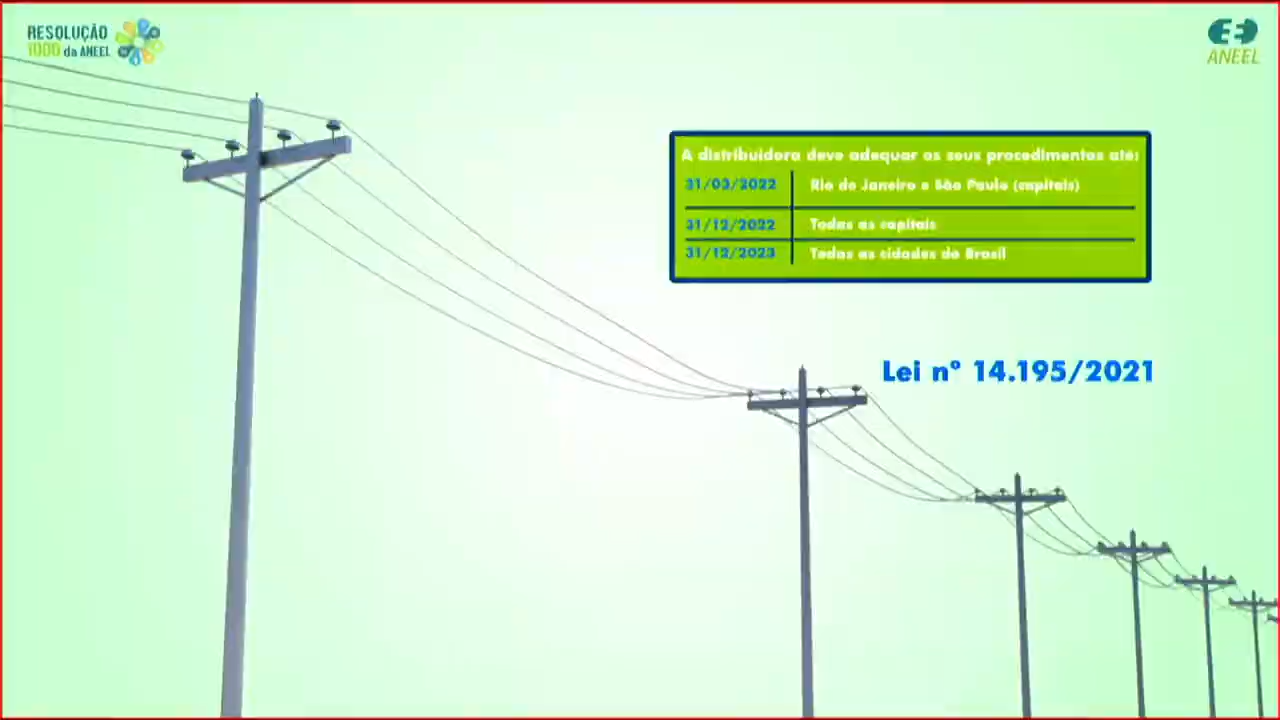 RESOLUÇÃO
1000 da ANEEL
ANEEL
A distribuidora deve adequar os seus procedimentos até:
31/03/2022 Rio de Janeiro e São Paulo (capitais)
31/12/2022 Todas as capitais
31/12/2023 Todas as cidades do Brasil
Lei nº 14.195/2021